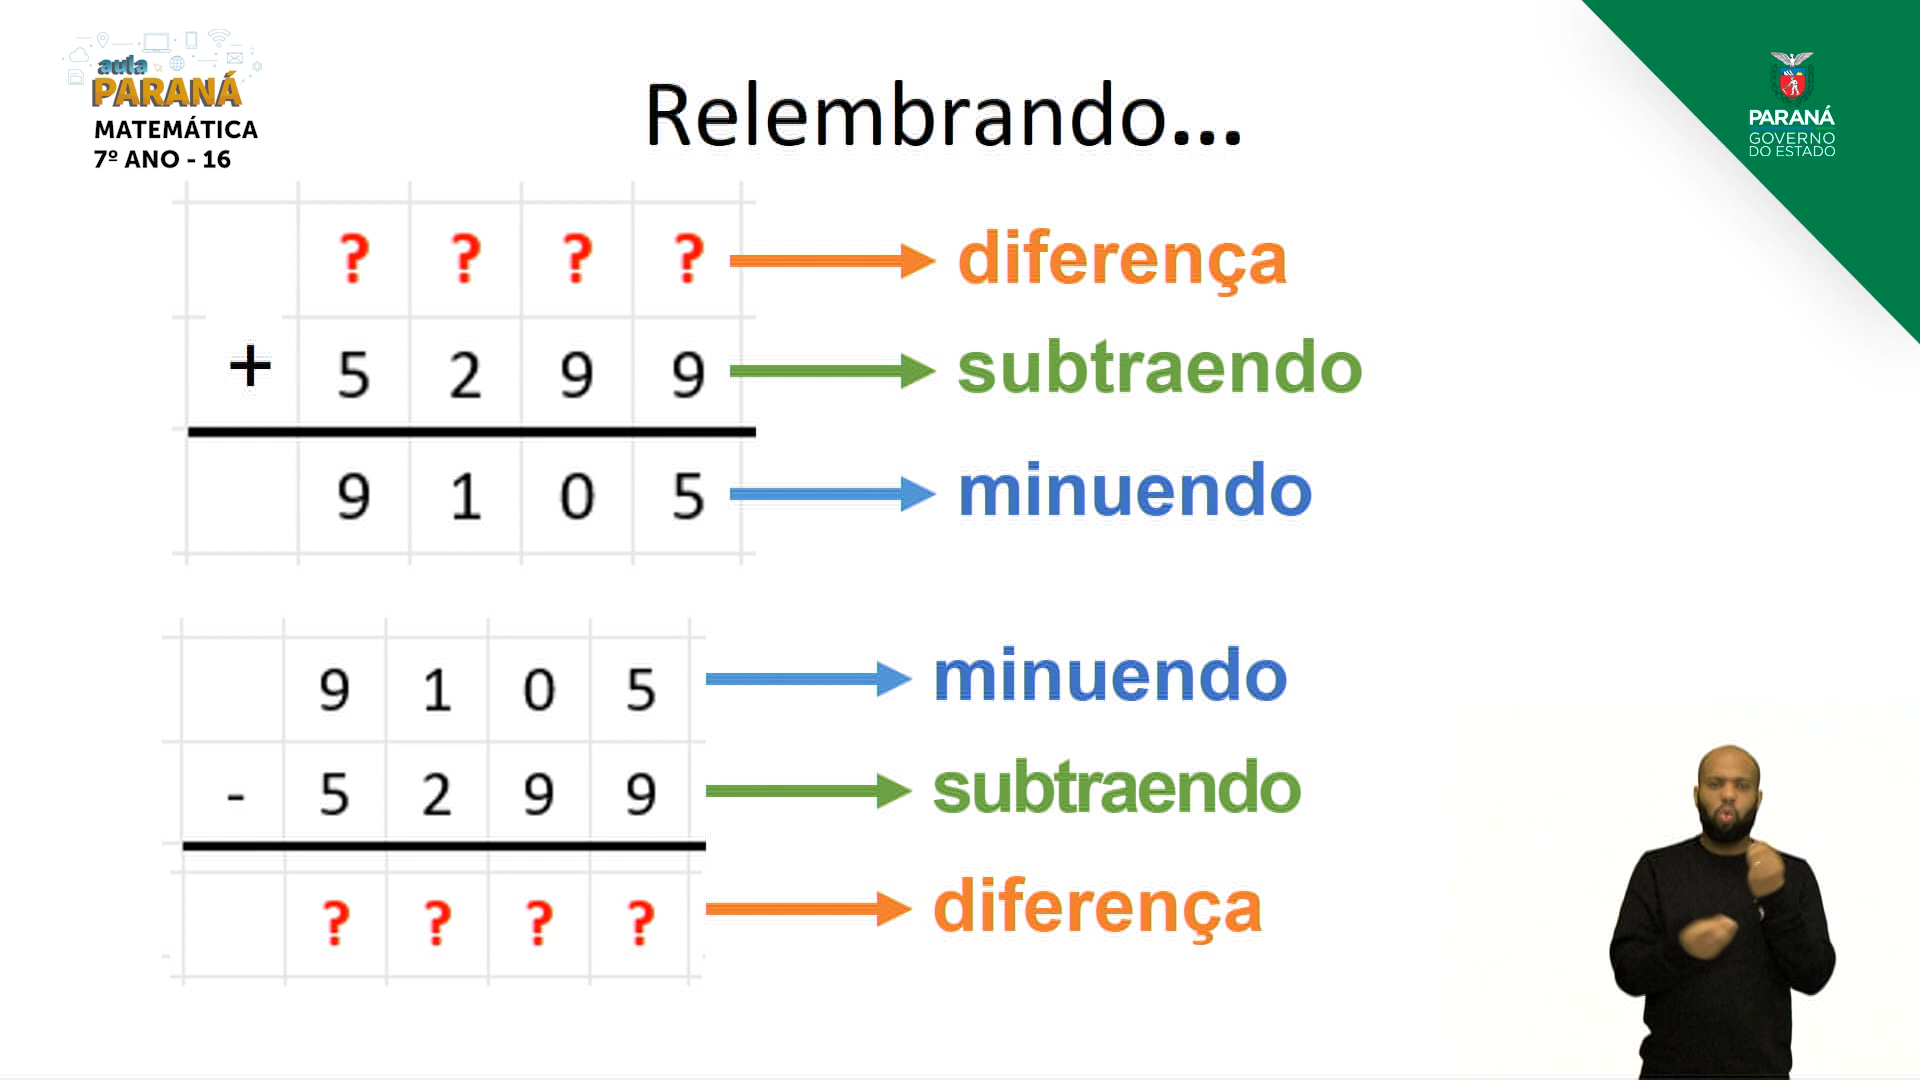 aula
PARANÁ
MATEMÁTICA
7º ANO - 16
Relembrando...
PARANÁ
GOVERNO
DO ESTADO
? ? ? ? diferença
+ 5 2 9 9 subtraendo
9 1 0 5 minuendo
9 1 0 5 minuendo
- 5 2 9 9 subtraendo
? ? ? ? diferença